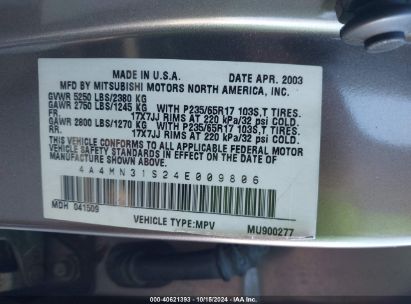 MADE IN U.S.A. DATE APR. 2003
MFD BY MITSUBISHI MOTORS NORTH AMERICA, INC.
GVWR 5250 LBS/2380 KG
GAWR 2750 LBS/1245 KG WITH P235/65R17 103S,T TIRES.
FR. 17X7JJ RIMS AT 220 kPa/32 psi COLD.
GAWR 2800 LBS/1270 KG WITH P235/65R17 103S,T TIRES.
RR. 17X7JJ RIMS AT 220 kPa/32 psi COLD.
THIS VEHICLE CONFORMS TO ALL APPLICABLE FEDERAL MOTOR
VEHICLE SAFETY STANDARDS IN EFFECT ON THE DATE OF
MANUFACTURE SHOWN ABOVE.
4A4MN31S24E009806
MDH 041509
VEHICLE TYPE:MPV MU900277
000-40621393 - 10/15/2024 - IAAI.COM